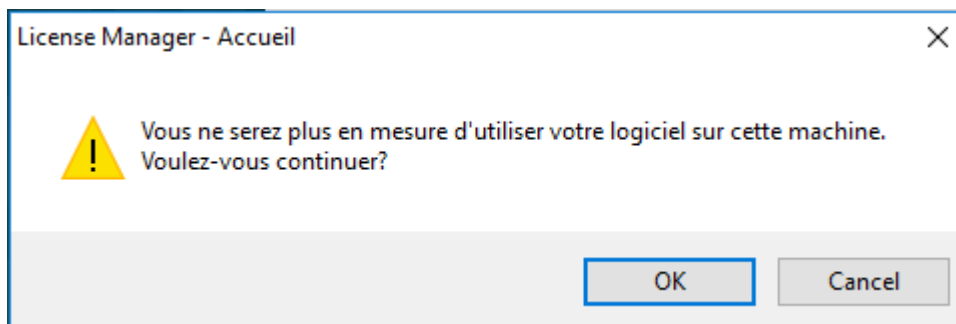 License Manager - Accueil
Vous ne serez plus en mesure d'utiliser votre logiciel sur cette machine.
Voulez-vous continuer?
OK
Cancel